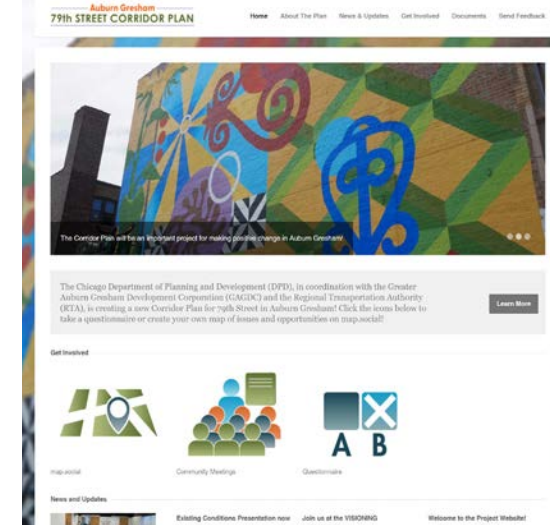 Auburn Gresham
79th STREET CORRIDOR PLAN
Home About The Plan News & Updates Get Involved Documents Send Feedback
The Corridor Plan will be an important project for making positive change in Auburn Gresham!
The Chicago Department of Planning and Development (DPD), in coordination with the Greater
Auburn Gresham Development Corporation (GAGDC) and the Regional Transportation Authority
(RTA), is creating a new Corridor Plan for 79th Street in Auburn Gresham! Click the icons below to
take a questionnaire or create your own map of issues and opportunities on map.social!
Learn More
Get Involved
A B
map.social Community Meetings Questionnaire
News and Updates
Existing Conditions Presentation now Join us at the VISIONING Welcome to the Project Website!